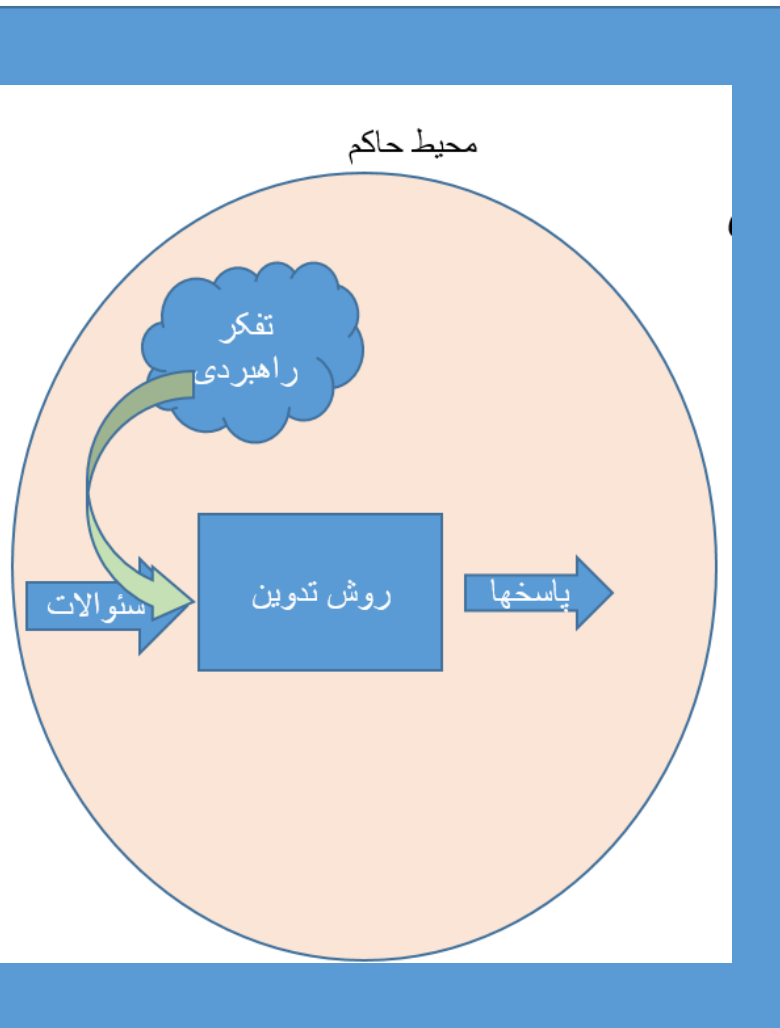 محیط حاکم
تفکر
راهبردی
سئوالات
روش تدوین
پاسخها